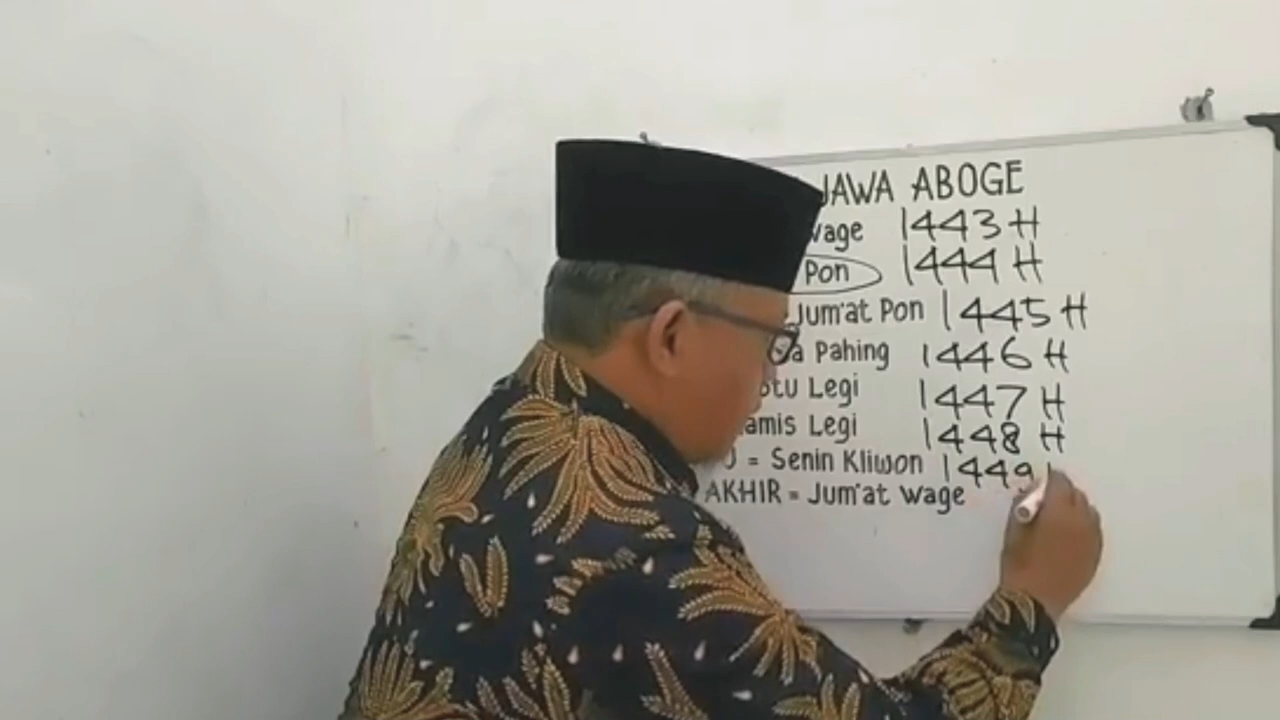 JAWA ABOGE
wage 1443 H
Pon 1444 H
Jum'at Pon 1445 H
Pahing 1446 H
Legi 1447 H
Legi 1448 H
= Senin Kliwon 1449
AKHIR = Jum'at Wage